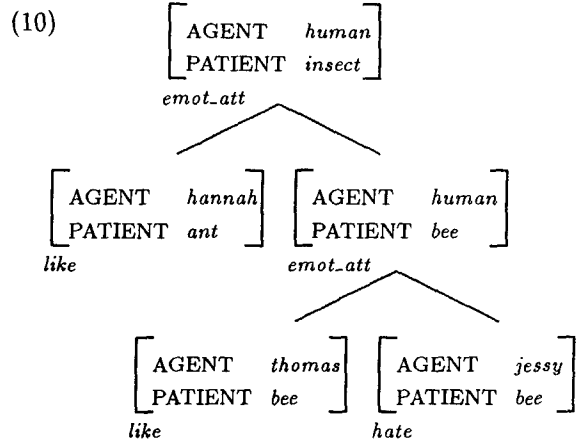 (10)
AGENT human
PATIENT insect
emot_att
AGENT hannah AGENT human
PATIENT ant PATIENT bee
like emot_att
AGENT thomas AGENT jessy
PATIENT bee PATIENT bee
like hate